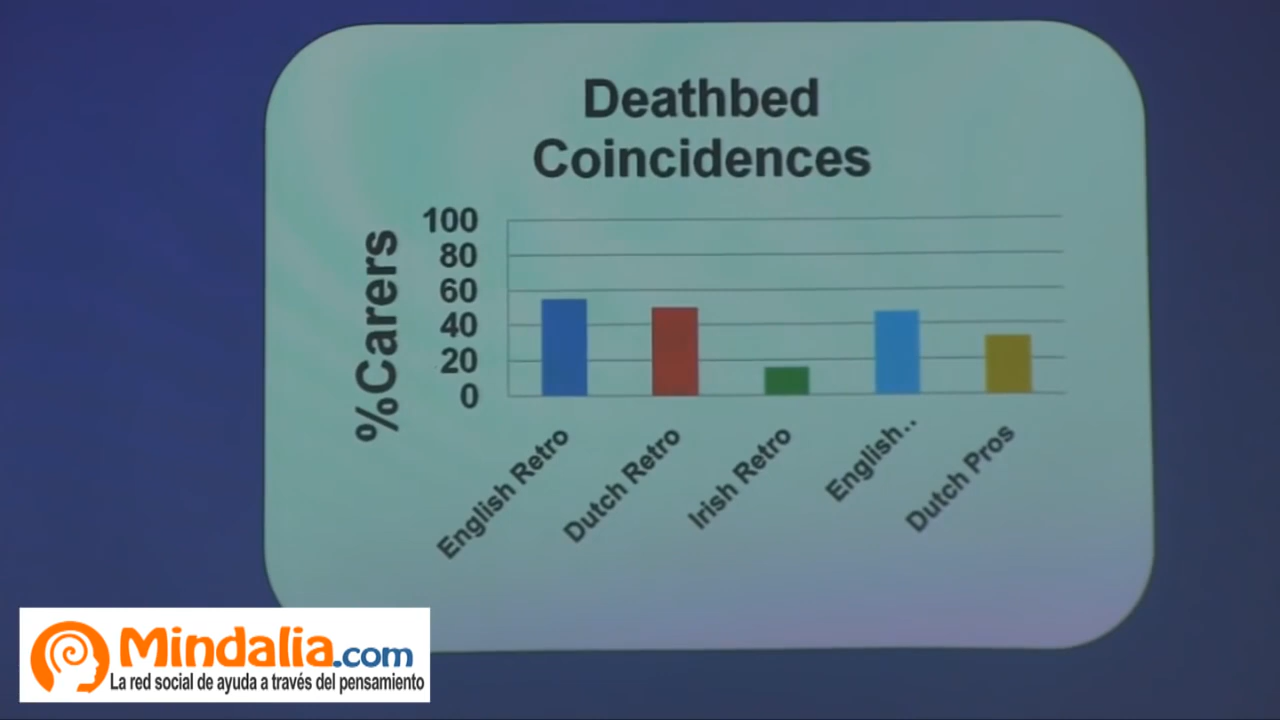 Deathbed
Coincidences
%Carers
100
80
60
40
20
0
English Retro
Dutch Retro
Irish Retro
English..
Dutch Pros
Mindalia.com
La red social de ayuda a través del pensamiento